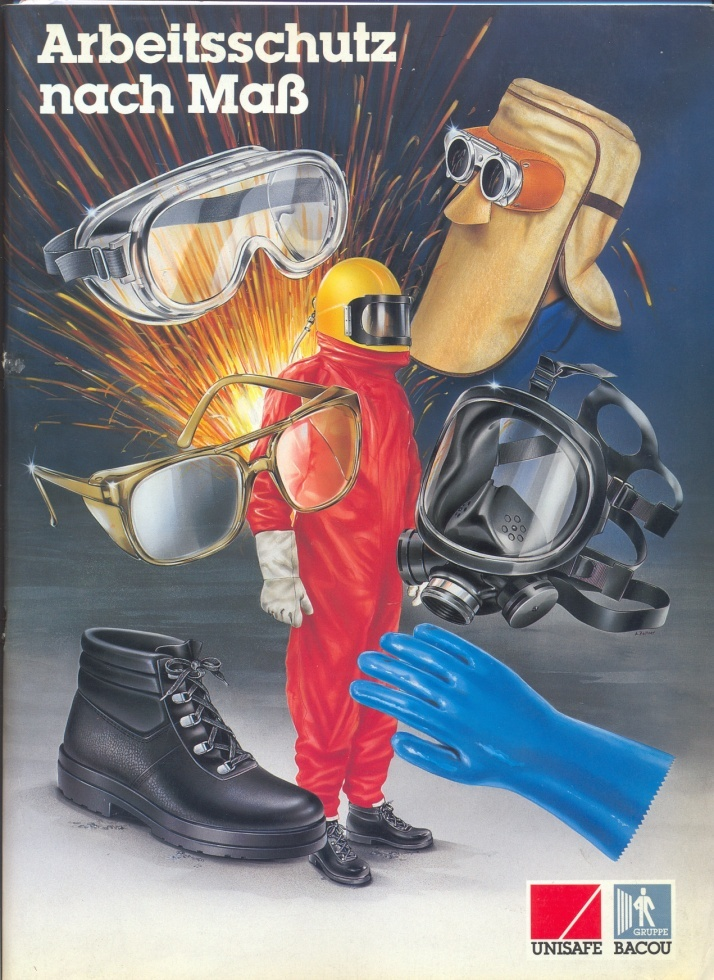 Arbeitsschutz
nach Maß
GRUPPE
UNISAFE BACOU